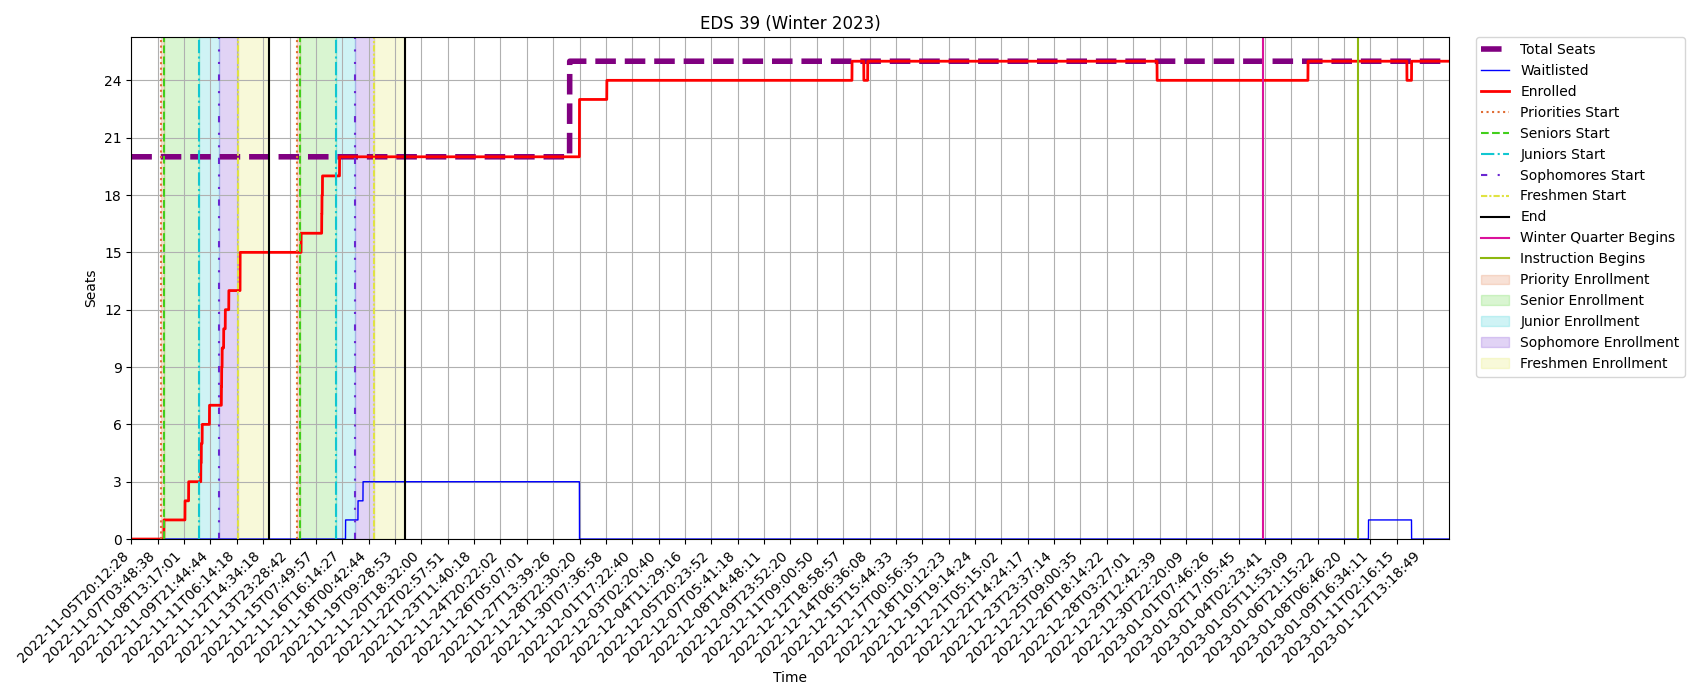 EDS 39 (Winter 2023)
Seats
24
21
18
15
12
9
6
3
0
2022-11-05T20:12:28
2022-11-07T03:48:38
2022-11-08T13:17:01
2022-11-09T21:44:44
2022-11-11T06:14:18
2022-11-12T14:34:18
2022-11-13T23:28:42
2022-11-15T07:49:57
2022-11-16T16:14:27
2022-11-18T00:42:44
2022-11-19T09:28:53
2022-11-20T18:32:00
2022-11-22T02:57:51
2022-11-23T11:40:18
2022-11-24T20:22:02
2022-11-26T05:07:01
2022-11-27T13:39:26
2022-11-28T22:30:20
2022-11-30T07:36:58
2022-12-01T17:22:40
2022-12-03T02:20:40
2022-12-04T11:29:16
2022-12-05T20:23:52
2022-12-07T05:41:18
2022-12-08T14:48:11
2022-12-09T23:52:20
2022-12-11T09:00:50
2022-12-12T18:58:57
2022-12-14T06:36:08
2022-12-15T15:44:33
2022-12-17T00:56:35
2022-12-18T10:12:23
2022-12-19T19:14:24
2022-12-21T05:15:02
2022-12-22T14:24:17
2022-12-23T23:37:14
2022-12-25T09:00:35
2022-12-26T18:14:22
2022-12-28T03:27:01
2022-12-29T12:42:39
2022-12-30T22:20:09
2023-01-01T07:46:26
2023-01-02T17:05:45
2023-01-04T02:23:41
2023-01-05T11:53:09
2023-01-06T21:15:22
2023-01-08T06:46:20
2023-01-09T16:34:11
2023-01-11T02:16:15
2023-01-12T13:18:49
Time
Total Seats
Waitlisted
Enrolled
Priorities Start
Seniors Start
Juniors Start
Sophomores Start
Freshmen Start
End
Winter Quarter Begins
Instruction Begins
Priority Enrollment
Senior Enrollment
Junior Enrollment
Sophomore Enrollment
Freshmen Enrollment